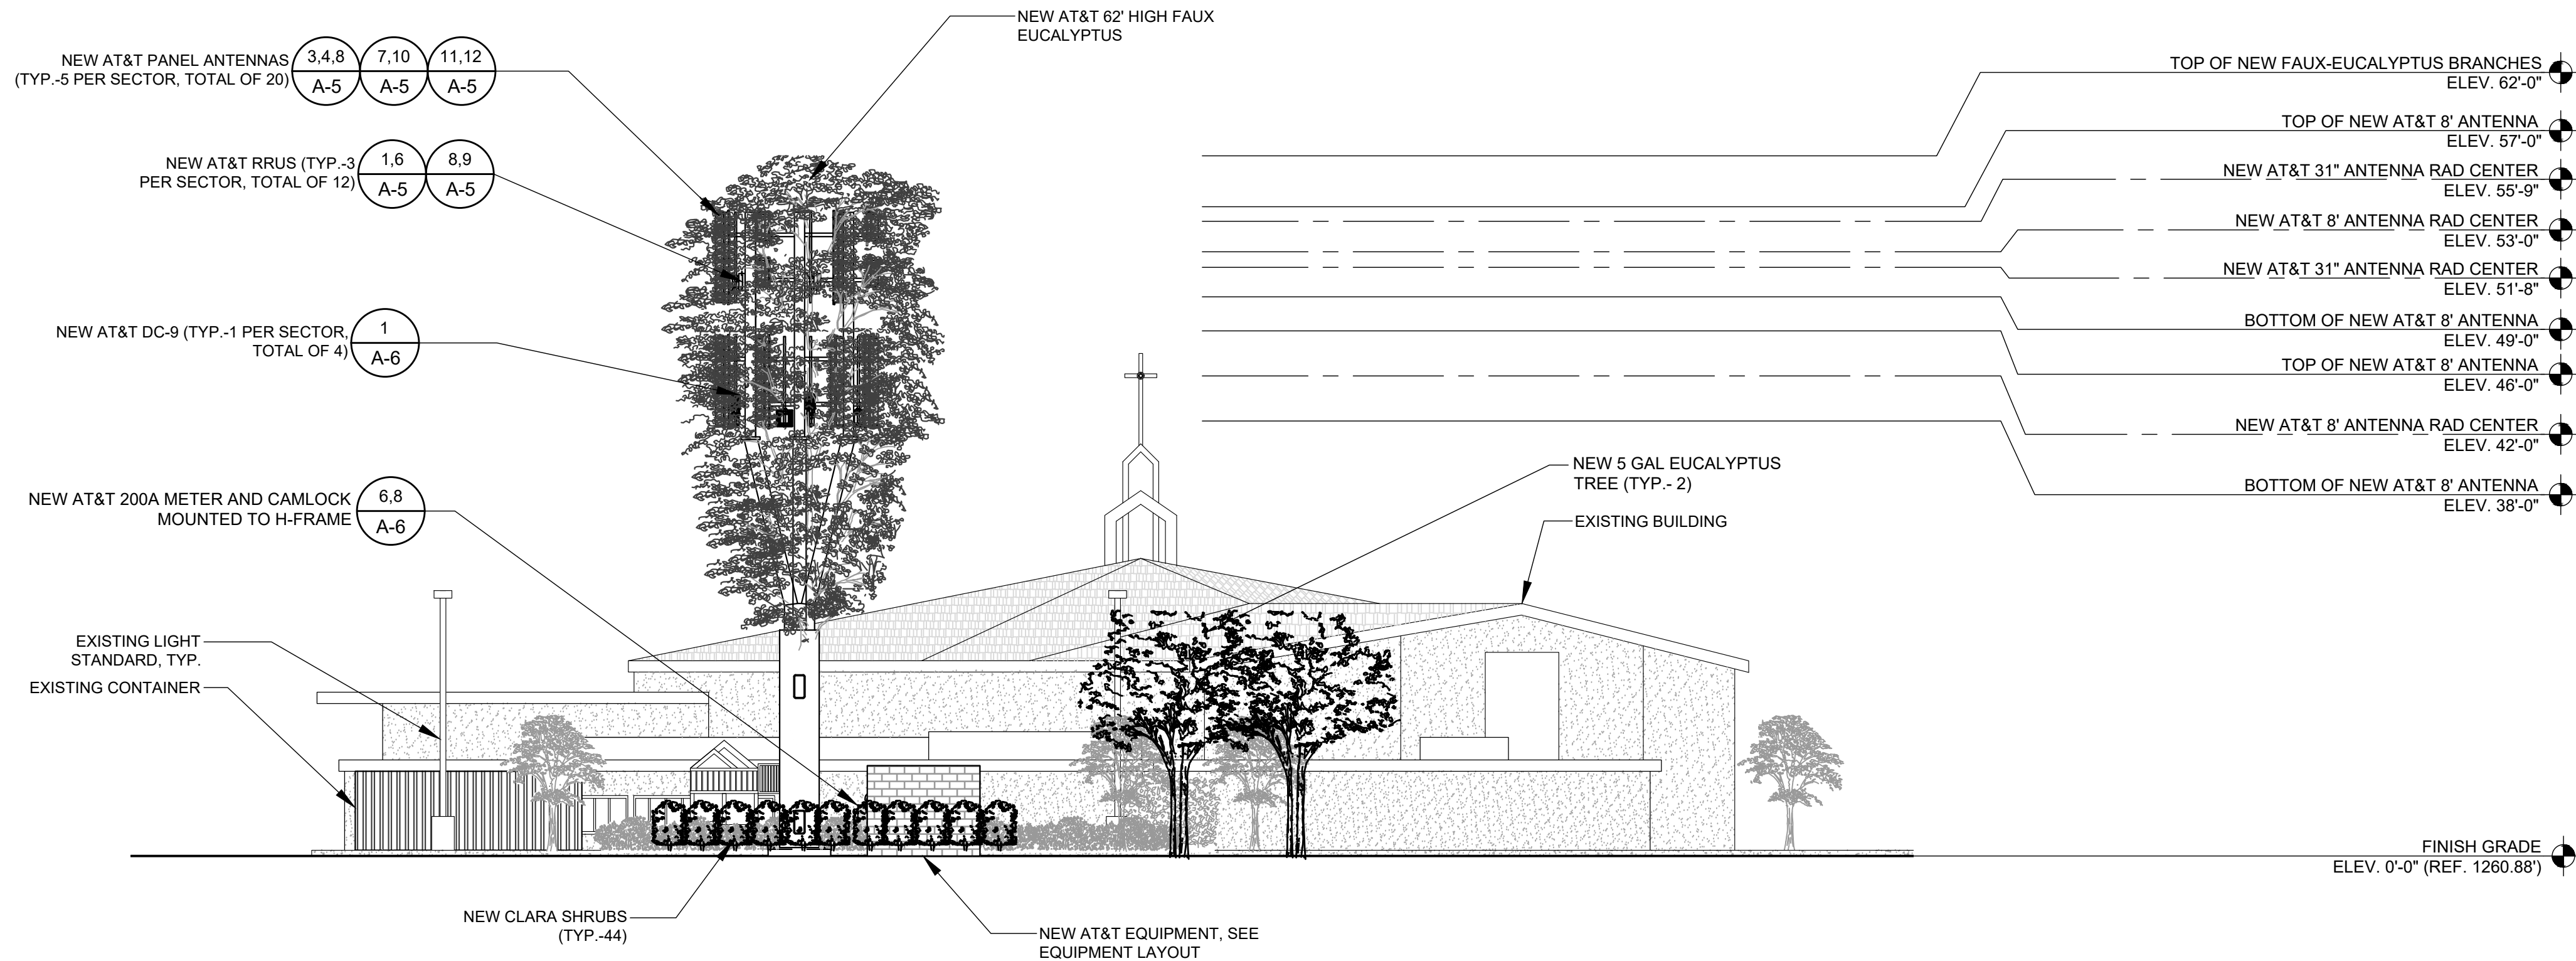 NEW AT&T 62' HIGH FAUX
EUCALYPTUS
NEW AT&T PANEL ANTENNAS
(TYP.-5 PER SECTOR, TOTAL OF 20)
3,4,8
A-5
7,10
A-5
11,12
A-5
NEW AT&T RRUS (TYP.-3
PER SECTOR, TOTAL OF 12)
1,6
A-5
8,9
A-5
NEW AT&T DC-9 (TYP.-1 PER SECTOR,
TOTAL OF 4)
1
A-6
NEW AT&T 200A METER AND CAMLOCK
MOUNTED TO H-FRAME
6,8
A-6
EXISTING LIGHT
STANDARD, TYP.
EXISTING CONTAINER
NEW CLARA SHRUBS
(TYP.-44)
NEW AT&T EQUIPMENT, SEE
EQUIPMENT LAYOUT
NEW 5 GAL EUCALYPTUS
TREE (TYP.- 2)
EXISTING BUILDING
TOP OF NEW FAUX-EUCALYPTUS BRANCHES
ELEV. 62'-0"
TOP OF NEW AT&T 8' ANTENNA
ELEV. 57'-0"
NEW AT&T 31" ANTENNA RAD CENTER
ELEV. 55'-9"
NEW AT&T 8' ANTENNA RAD CENTER
ELEV. 53'-0"
NEW AT&T 31" ANTENNA RAD CENTER
ELEV. 51'-8"
BOTTOM OF NEW AT&T 8' ANTENNA
ELEV. 49'-0"
TOP OF NEW AT&T 8' ANTENNA
ELEV. 46'-0"
NEW AT&T 8' ANTENNA RAD CENTER
ELEV. 42'-0"
BOTTOM OF NEW AT&T 8' ANTENNA
ELEV. 38'-0"
FINISH GRADE
ELEV. 0'-0" (REF. 1260.88')